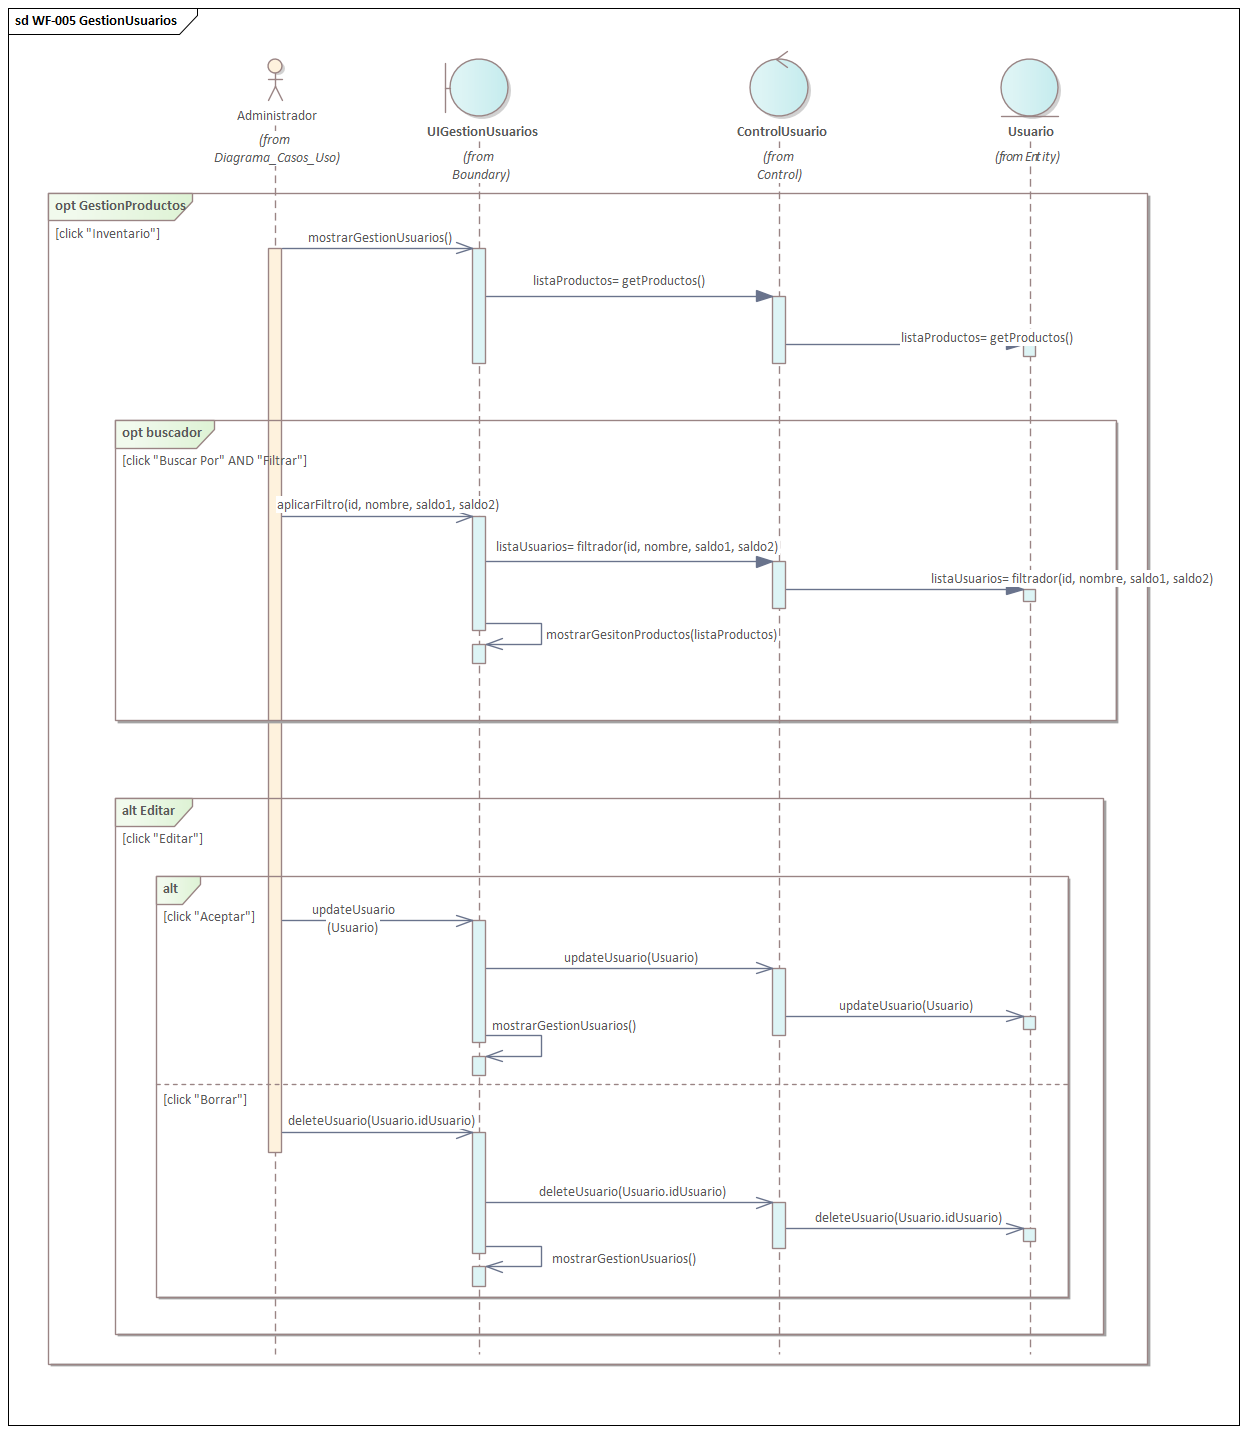 sd WF-005 GestionUsuarios
Administrador
(from
Diagrama_Casos_Uso)
UIGestionUsuarios
(from
Boundary)
ControlUsuario
(from
Control)
Usuario
(from Entity)
opt GestionProductos
[click "Inventario"]
mostrarGestionUsuarios()
listaProductos= getProductos()
listaProductos= getProductos()
opt buscador
[click "Buscar Por" AND "Filtrar"]
aplicarFiltro(id, nombre, saldo1, saldo2)
listaUsuarios= filtrador(id, nombre, saldo1, saldo2)
listaUsuarios= filtrador(id, nombre, saldo1, saldo2)
mostrarGesitonProductos(listaProductos)
alt Editar
[click "Editar"]
alt
[click "Aceptar"]
updateUsuario
(Usuario)
updateUsuario(Usuario)
updateUsuario(Usuario)
mostrarGestionUsuarios()
[click "Borrar"]
deleteUsuario(Usuario.idUsuario)
deleteUsuario(Usuario.idUsuario)
deleteUsuario(Usuario.idUsuario)
mostrarGestionUsuarios()